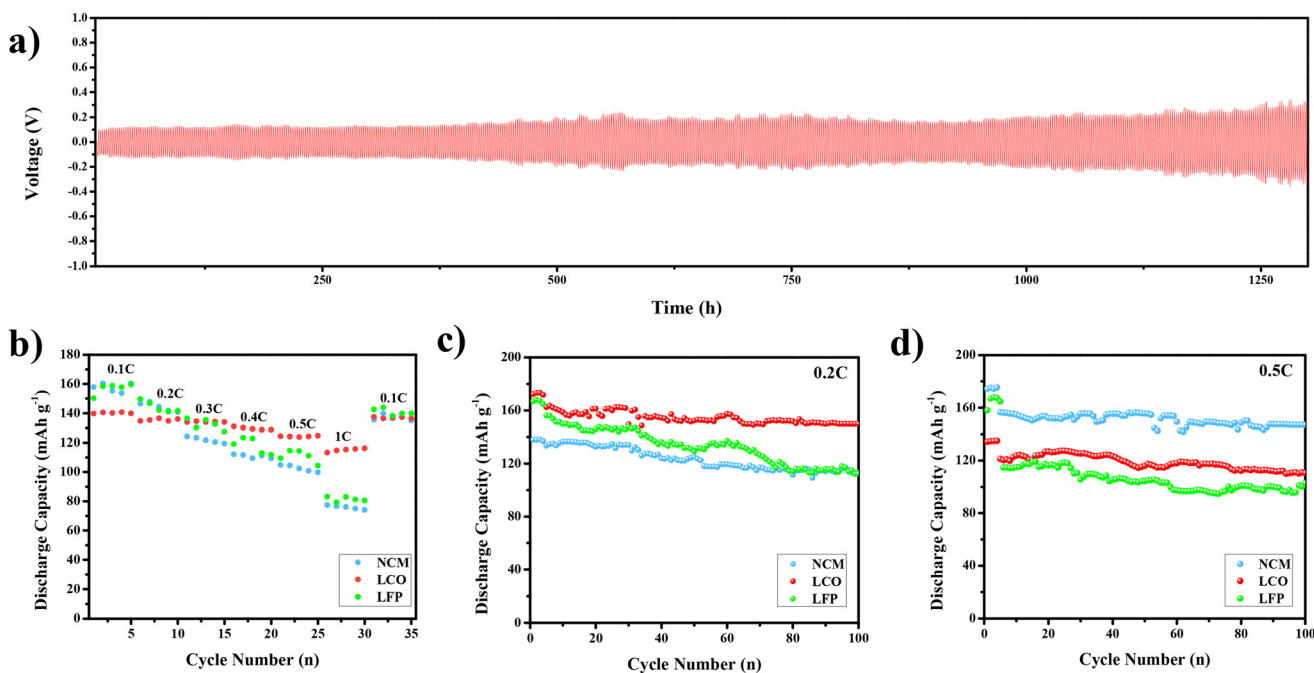 a)
Voltage (V)
1.0
0.8
0.6
0.4
0.2
0.0
-0.2
-0.4
-0.6
-0.8
-1.0
250 500 750 1000 1250
Time (h)
b)
Discharge Capacity (mAh g⁻¹)
180
160
140
120
100
80
60
40
20
0
0.1C
0.2C
0.3C
0.4C
0.5C
1C
0.1C
NCM
LCO
LFP
5 10 15 20 25 30 35
Cycle Number (n)
c)
Discharge Capacity (mAh g⁻¹)
200
160
120
80
40
0
0.2C
NCM
LCO
LFP
0 20 40 60 80 100
Cycle Number (n)
d)
Discharge Capacity (mAh g⁻¹)
200
160
120
80
40
0
0.5C
NCM
LCO
LFP
0 20 40 60 80 100
Cycle Number (n)